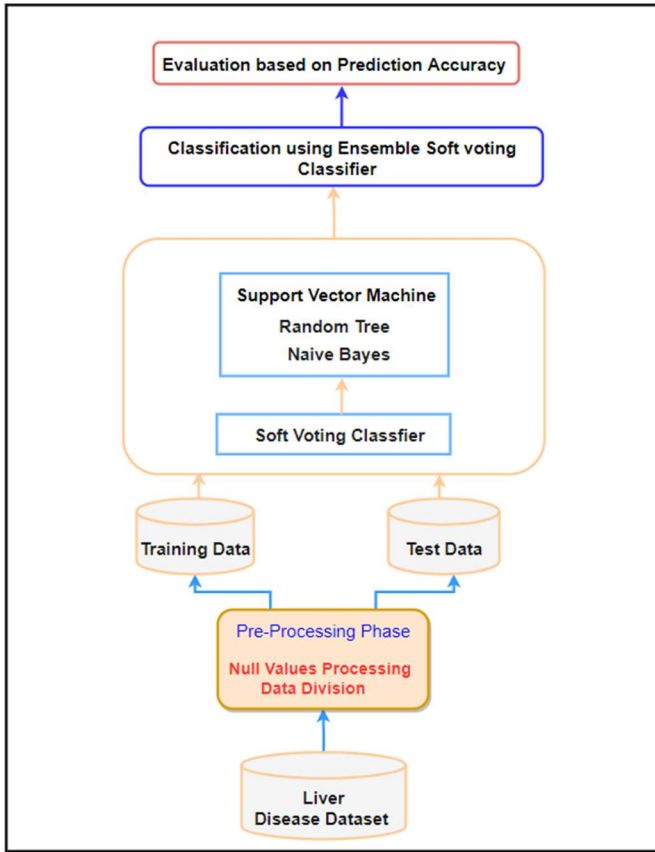 Evaluation based on Prediction Accuracy
Classification using Ensemble Soft voting
Classifier
Support Vector Machine
Random Tree
Naive Bayes
Soft Voting Classfier
Training Data
Test Data
Pre-Processing Phase
Null Values Processing
Data Division
Liver
Disease Dataset